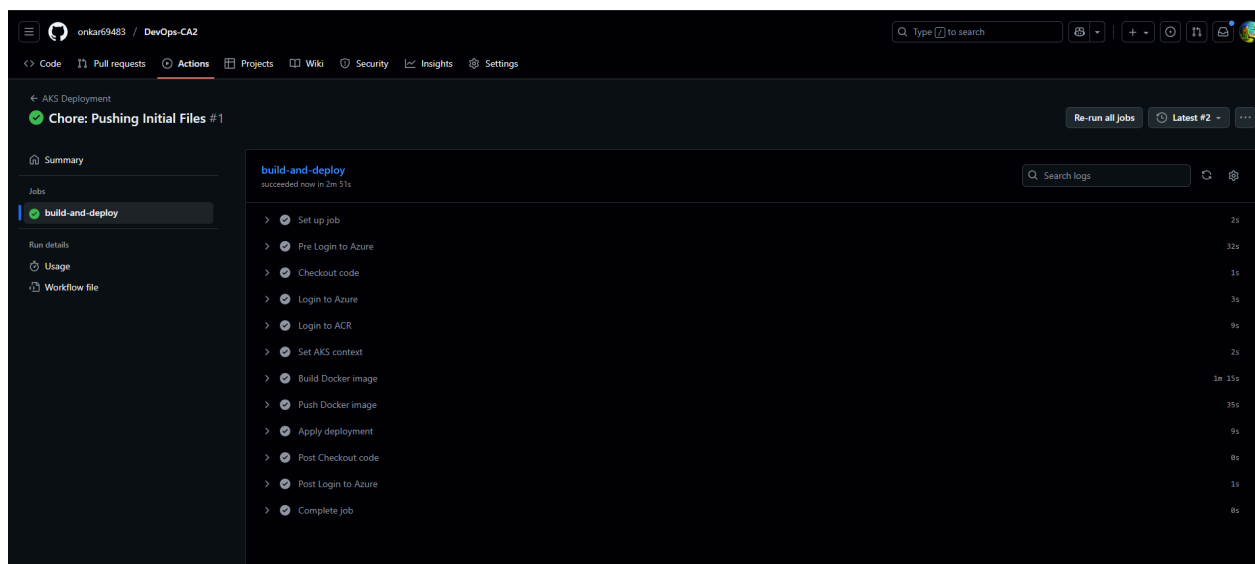 onkar69483 / DevOps-CA2
Type / to search
Code Pull requests Actions Projects Wiki Security Insights Settings
← AKS Deployment
Chore: Pushing Initial Files #1
Re-run all jobs Latest #2
Summary
Jobs
build-and-deploy
Run details
Usage
Workflow file
build-and-deploy
succeeded now in 2m 51s
Search logs
Set up job 2s
Pre Login to Azure 32s
Checkout code 1s
Login to Azure 3s
Login to ACR 9s
Set AKS context 2s
Build Docker image 1m 15s
Push Docker image 35s
Apply deployment 9s
Post Checkout code 0s
Post Login to Azure 1s
Complete job 0s